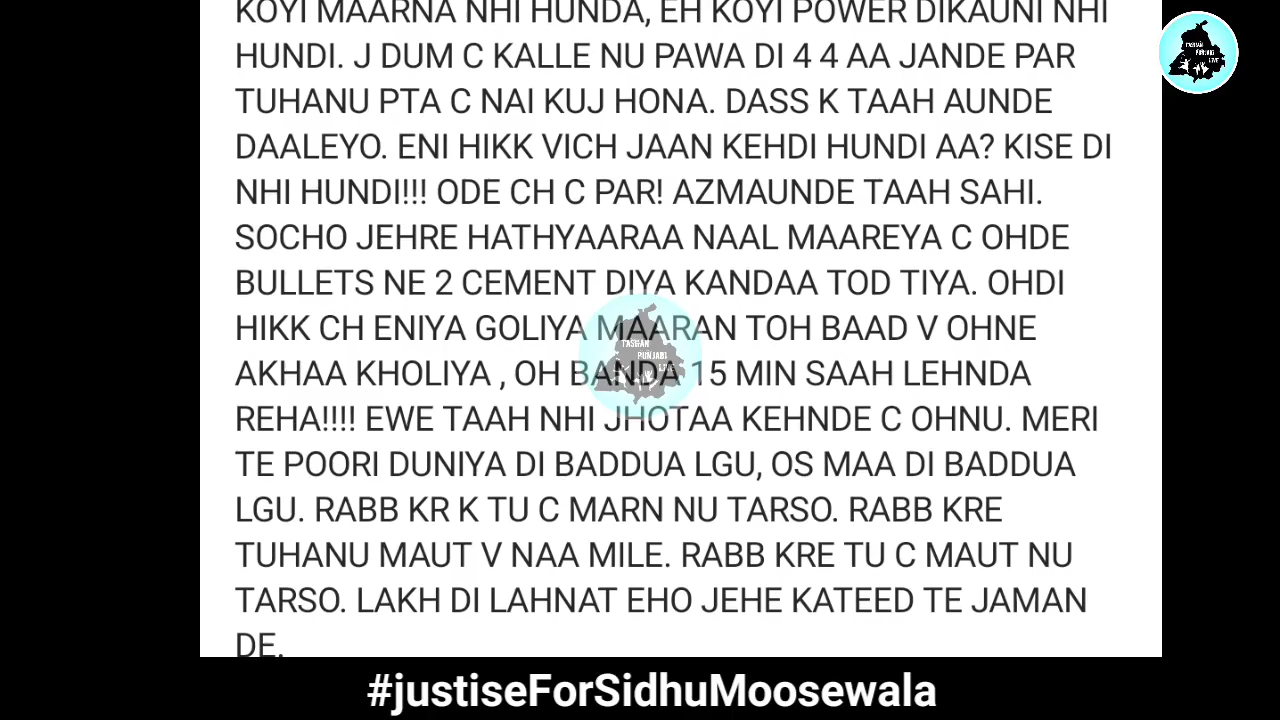 KOYI MAARNA NHI HUNDA, EH KOYI POWER DIKAUNI NHI
HUNDI. J DUM C KALLE NU PAWA DI 4 4 AA JANDE PAR
TUHANU PTA C NAI KUJ HONA. DASS K TAAH AUNDE
DAALEYO. ENI HIKK VICH JAAN KEHDI HUNDI AA? KISE DI
NHI HUNDI!!! ODE CH C PAR! AZMAUNDE TAAH SAHI.
SOCHO JEHRE HATHYAARAA NAAL MAAREYA C OHDE
BULLETS NE 2 CEMENT DIYA KANDAA TOD TIYA. OHDI
HIKK CH ENIYA GOLIYA MAARAN TOH BAAD V OHNE
AKHAA KHOLIYA , OH BANDA 15 MIN SAAH LEHNDA
REHA!!!! EWE TAAH NHI JHOTAA KEHNDE C OHNU. MERI
TE POORI DUNIYA DI BADDUA LGU, OS MAA DI BADDUA
LGU. RABB KR K TU C MARN NU TARSO. RABB KRE
TUHANU MAUT V NAA MILE. RABB KRE TU C MAUT NU
TARSO. LAKH DI LAHNAT EHO JEHE KATEED TE JAMAN
DE.
#justiseForSidhuMoosewala
PUNJABI